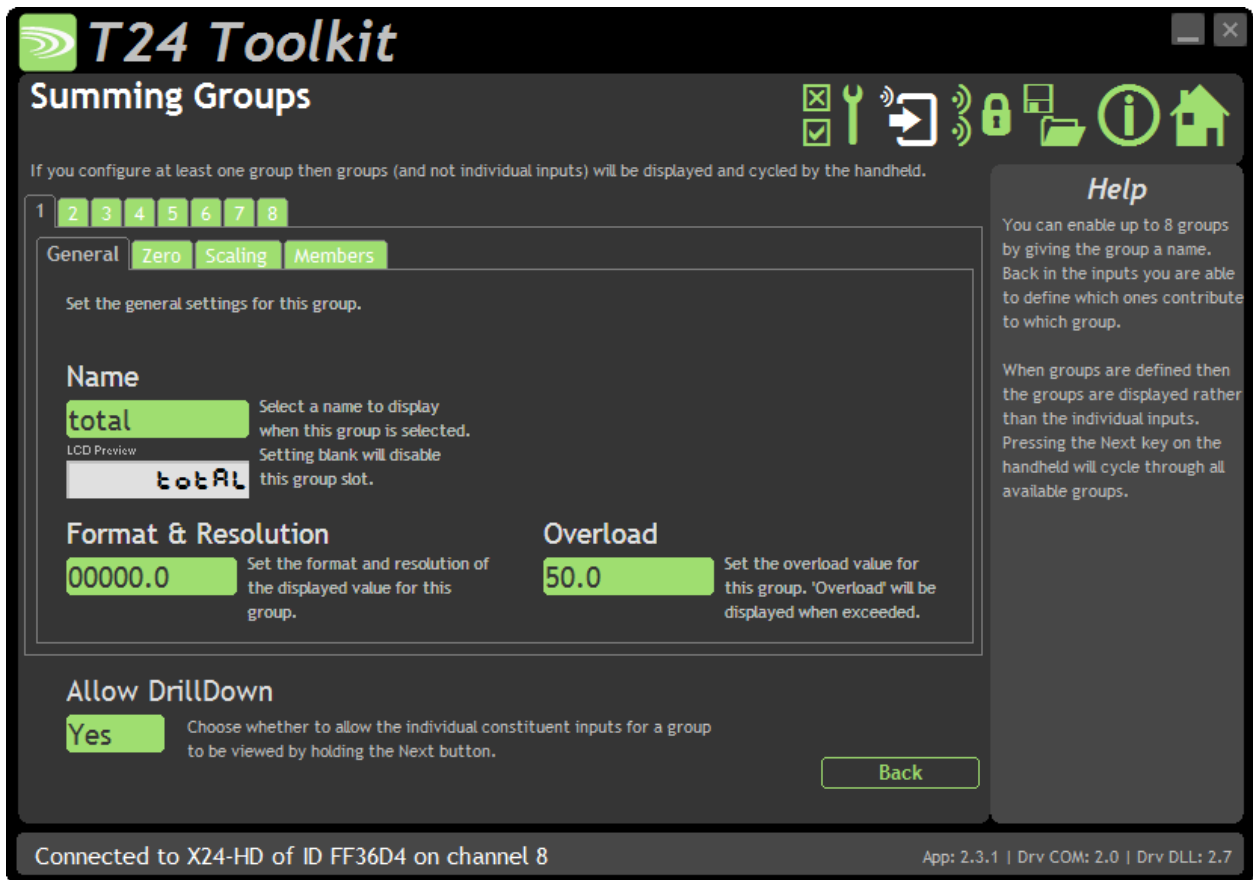 T24 Toolkit
Summing Groups
If you configure at least one group then groups (and not individual inputs) will be displayed and cycled by the handheld.
1 2 3 4 5 6 7 8
General Zero Scaling Members
Set the general settings for this group.
Name
total
Select a name to display
when this group is selected.
Setting blank will disable
this group slot.
LCD Preview
totAL
Format & Resolution
00000.0
Set the format and resolution of
the displayed value for this
group.
Overload
50.0
Set the overload value for
this group. 'Overload' will be
displayed when exceeded.
Allow DrillDown
Yes
Choose whether to allow the individual constituent inputs for a group
to be viewed by holding the Next button.
Back
Help
You can enable up to 8 groups
by giving the group a name.
Back in the inputs you are able
to define which ones contribute
to which group.
When groups are defined then
the groups are displayed rather
than the individual inputs.
Pressing the Next key on the
handheld will cycle through all
available groups.
Connected to X24-HD of ID FF36D4 on channel 8
App: 2.3.1 | Drv COM: 2.0 | Drv DLL: 2.7